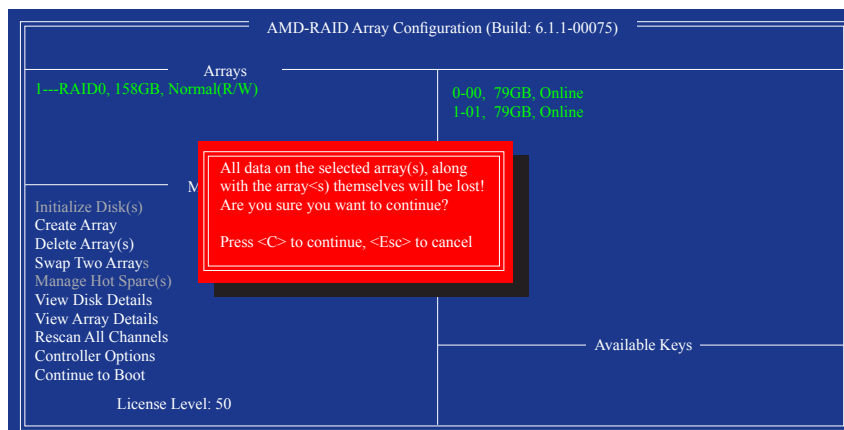 AMD-RAID Array Configuration (Build: 6.1.1-00075)
Arrays
1---RAID0, 158GB, Normal(R/W)
0-00, 79GB, Online
1-01, 79GB, Online
All data on the selected array(s), along
with the array<s) themselves will be lost!
Are you sure you want to continue?
Press <C> to continue, <Esc> to cancel
M
Initialize Disk(s)
Create Array
Delete Array(s)
Swap Two Arrays
Manage Hot Spare(s)
View Disk Details
View Array Details
Rescan All Channels
Controller Options
Continue to Boot
License Level: 50
Available Keys